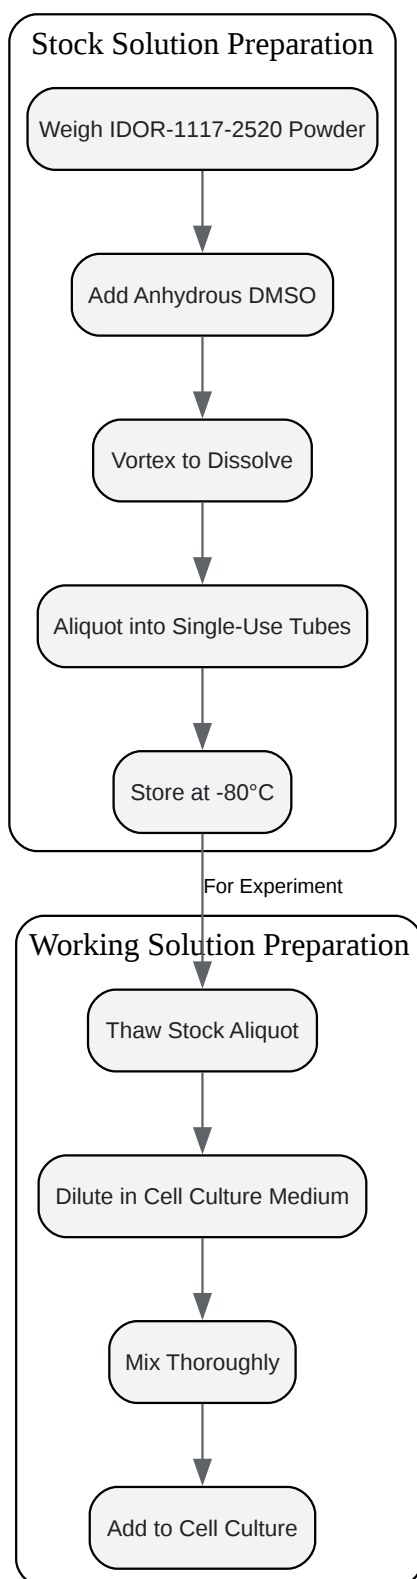 Stock Solution Preparation
Weigh IDOR-1117-2520 Powder
Add Anhydrous DMSO
Vortex to Dissolve
Aliquot into Single-Use Tubes
Store at -80°C
For Experiment
Working Solution Preparation
Thaw Stock Aliquot
Dilute in Cell Culture Medium
Mix Thoroughly
Add to Cell Culture